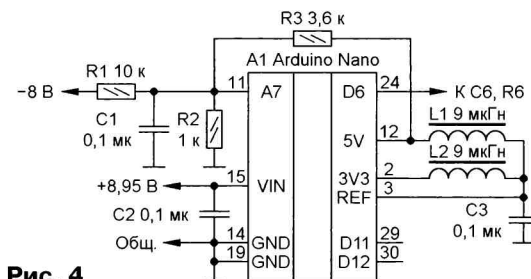 R3 3,6 к
R1 10 к
A1 Arduino Nano
−8 В
11
A7
D6
24
К C6, R6
C1
0,1 мк
R2
1 к
5V
12
L1 9 мкГн
L2 9 мкГн
+8,95 В
15
VIN
3V3
2
REF
3
C2 0,1 мк
C3
0,1 мк
Общ.
14
GND
D11
29
19
GND
D12
30
Рис. 4